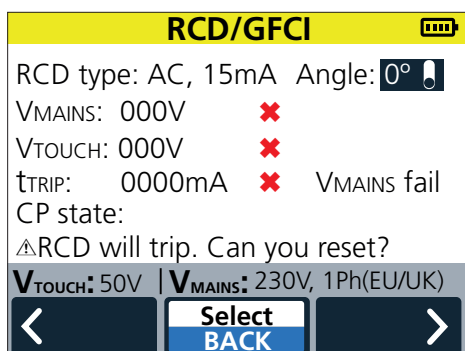 RCD/GFCI
RCD type: AC, 15mA Angle: 0º
VMAINS: 000V ✖
VTOUCH: 000V ✖
tTRIP: 0000mA ✖ VMAINS fail
CP state:
⚠RCD will trip. Can you reset?
VTOUCH: 50V | VMAINS: 230V, 1Ph(EU/UK)
< Select >
BACK